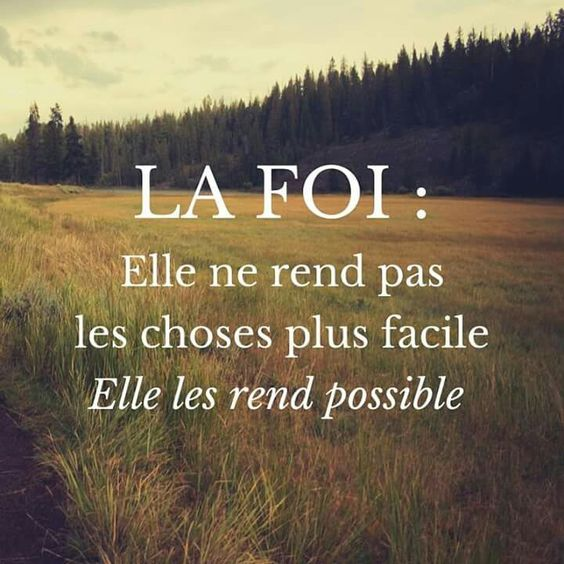 LA FOI :
Elle ne rend pas
les choses plus facile
Elle les rend possible